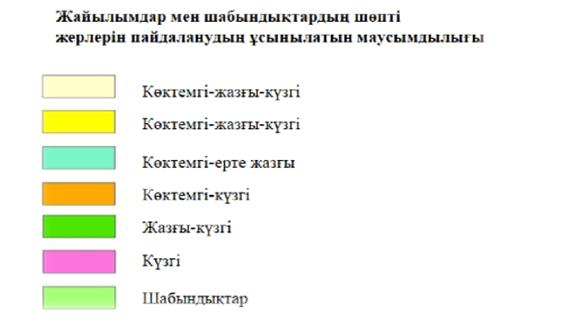 Жайылымдар мен шабындықтардың шөпті
жерлерін пайдаланудың ұсынылатын маусымдылығы
Көктемгі-жазғы-күзгі
Көктемгі-жазғы-күзгі
Көктемгі-ерте жазғы
Көктемгі-күзгі
Жазғы-күзгі
Күзгі
Шабындықтар